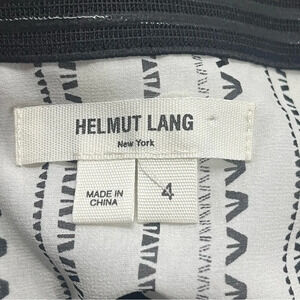 HELMUT LANG
New York
MADE IN
CHINA
4